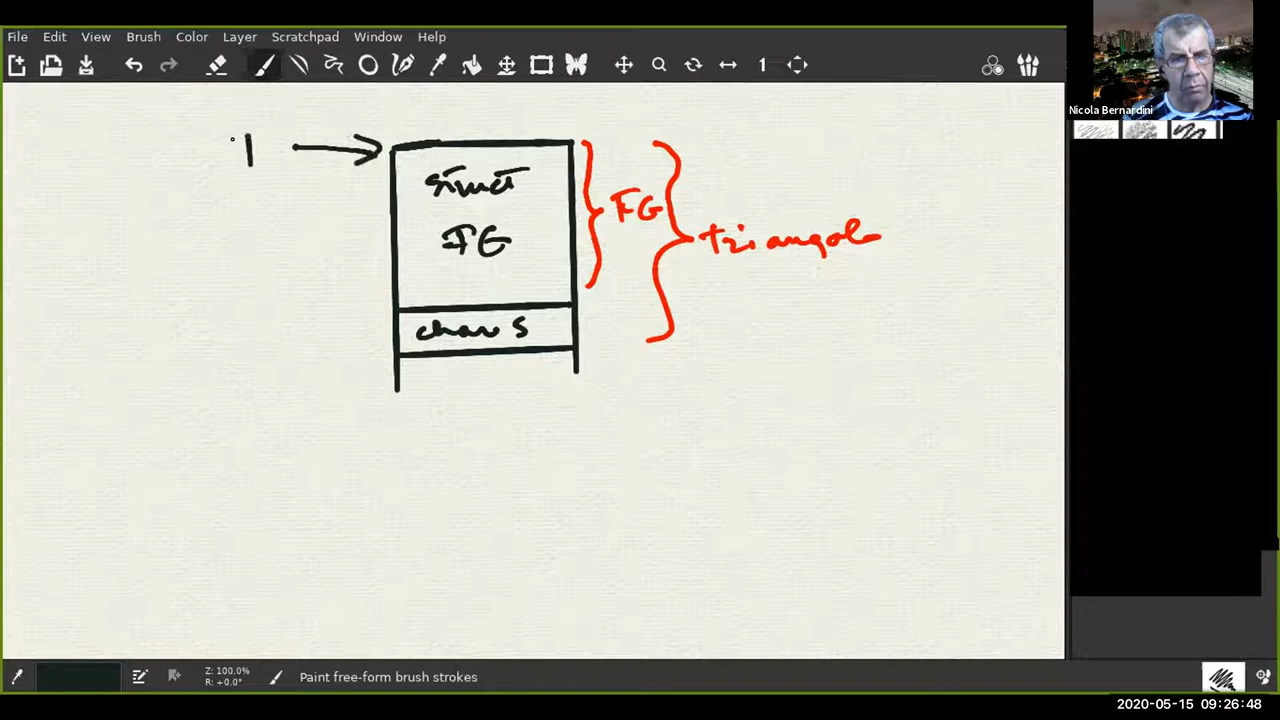 File Edit View Brush Color Layer Scratchpad Window Help
1
Nicola Bernardini
struct
FG
FG
triangolo
char S
Z: 100.0%
R: +0.0°
Paint free-form brush strokes
2020-05-15 09:26:48